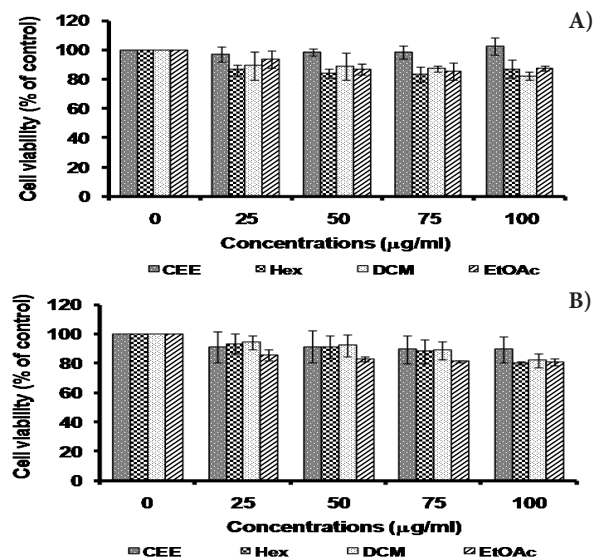 A)
Cell viability (% of control)
120
100
80
60
40
20
0
0 25 50 75 100
Concentrations (µg/ml)
CEE Hex DCM EtOAc
B)
Cell viability (% of control)
120
100
80
60
40
20
0
0 25 50 75 100
Concentrations (µg/ml)
CEE Hex DCM EtOAc